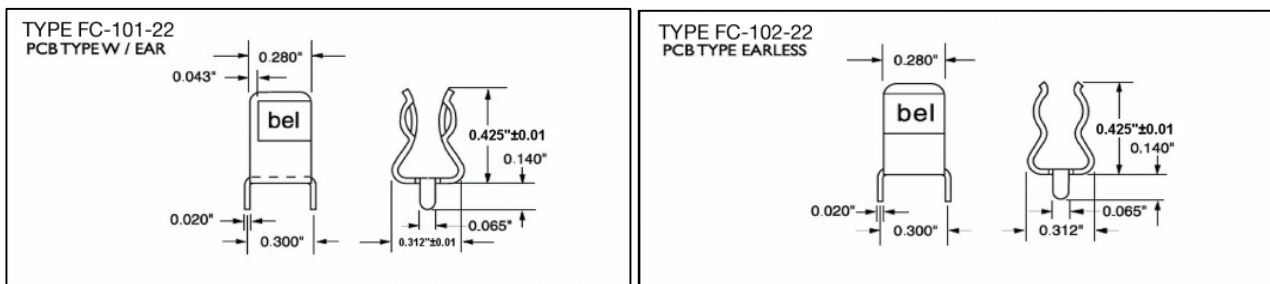 TYPE FC-101-22
PCB TYPE W / EAR
0.280"
0.043"
bel
0.425"±0.01
0.140"
0.020"
0.065"
0.300"
0.312"±0.01
TYPE FC-102-22
PCB TYPE EARLESS
0.280"
bel
0.425"±0.01
0.140"
0.020"
0.065"
0.300"
0.312"